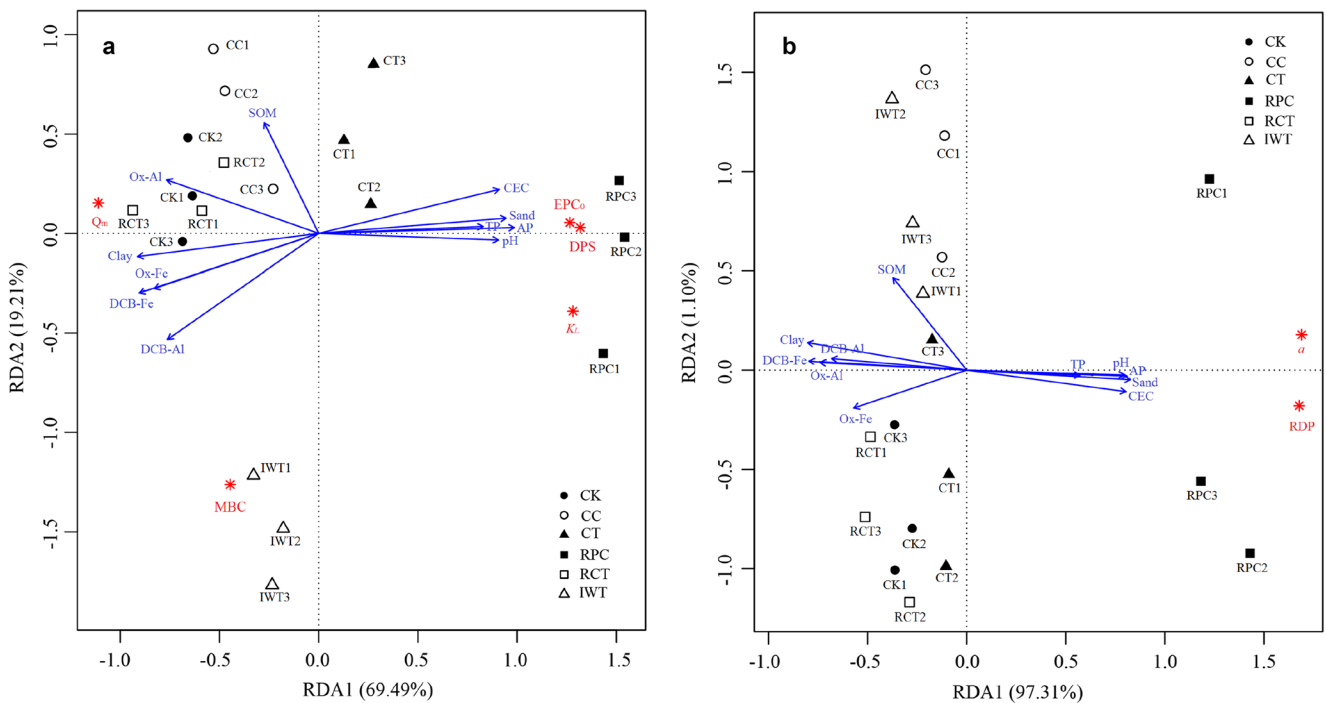 a
CC1
CT3
CC2
SOM
CK2
CT1
RCT2
Ox-Al
CC3
CT2
CEC
RPC3
CK1
Qm
RCT3
RCT1
EPC0
Sand
TP
AP
DPS
pH
CK3
RPC2
Clay
Ox-Fe
DCB-Fe
KL
DCB-Al
RPC1
IWT1
MBC
IWT2
IWT3
CK
CC
CT
RPC
RCT
IWT
1.0
0.5
0.0
-0.5
-1.0
-1.5
RDA2 (19.21%)
-1.0
-0.5
0.0
0.5
1.0
1.5
RDA1 (69.49%)
b
CK
CC
CT
RPC
RCT
IWT
CC3
IWT2
CC1
RPC1
IWT3
CC2
SOM
IWT1
CT3
Clay
DCB-Al
DCB-Fe
Ox-Al
TP
pH
AP
Sand
CEC
a
Ox-Fe
RDP
CK3
RCT1
CT1
RPC3
RCT3
CK2
CK1
CT2
RPC2
RCT2
1.5
1.0
0.5
0.0
-0.5
-1.0
RDA2 (1.10%)
-1.0
-0.5
0.0
0.5
1.0
1.5
RDA1 (97.31%)